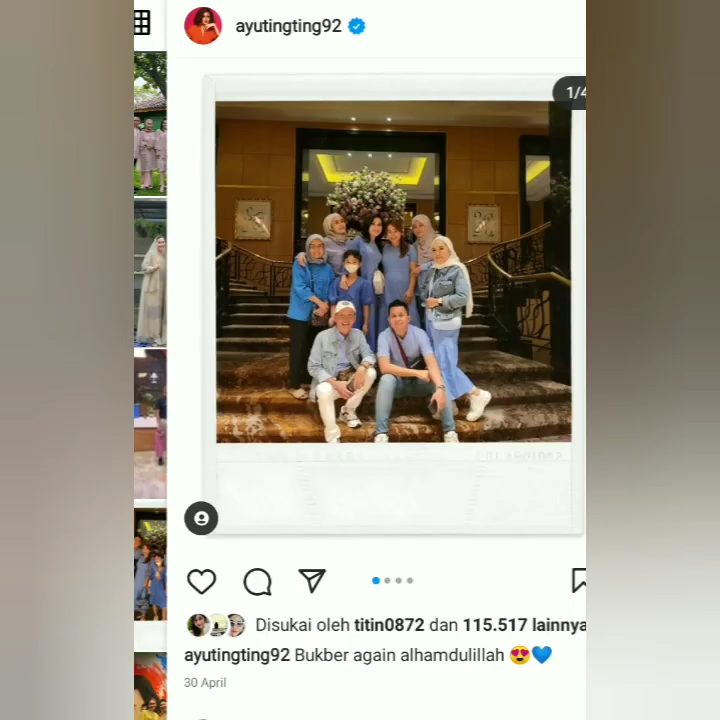 ayutingting92
1/4
Disukai oleh titin0872 dan 115.517 lainnya
ayutingting92 Bukber again alhamdulillah 😍💙
30 April